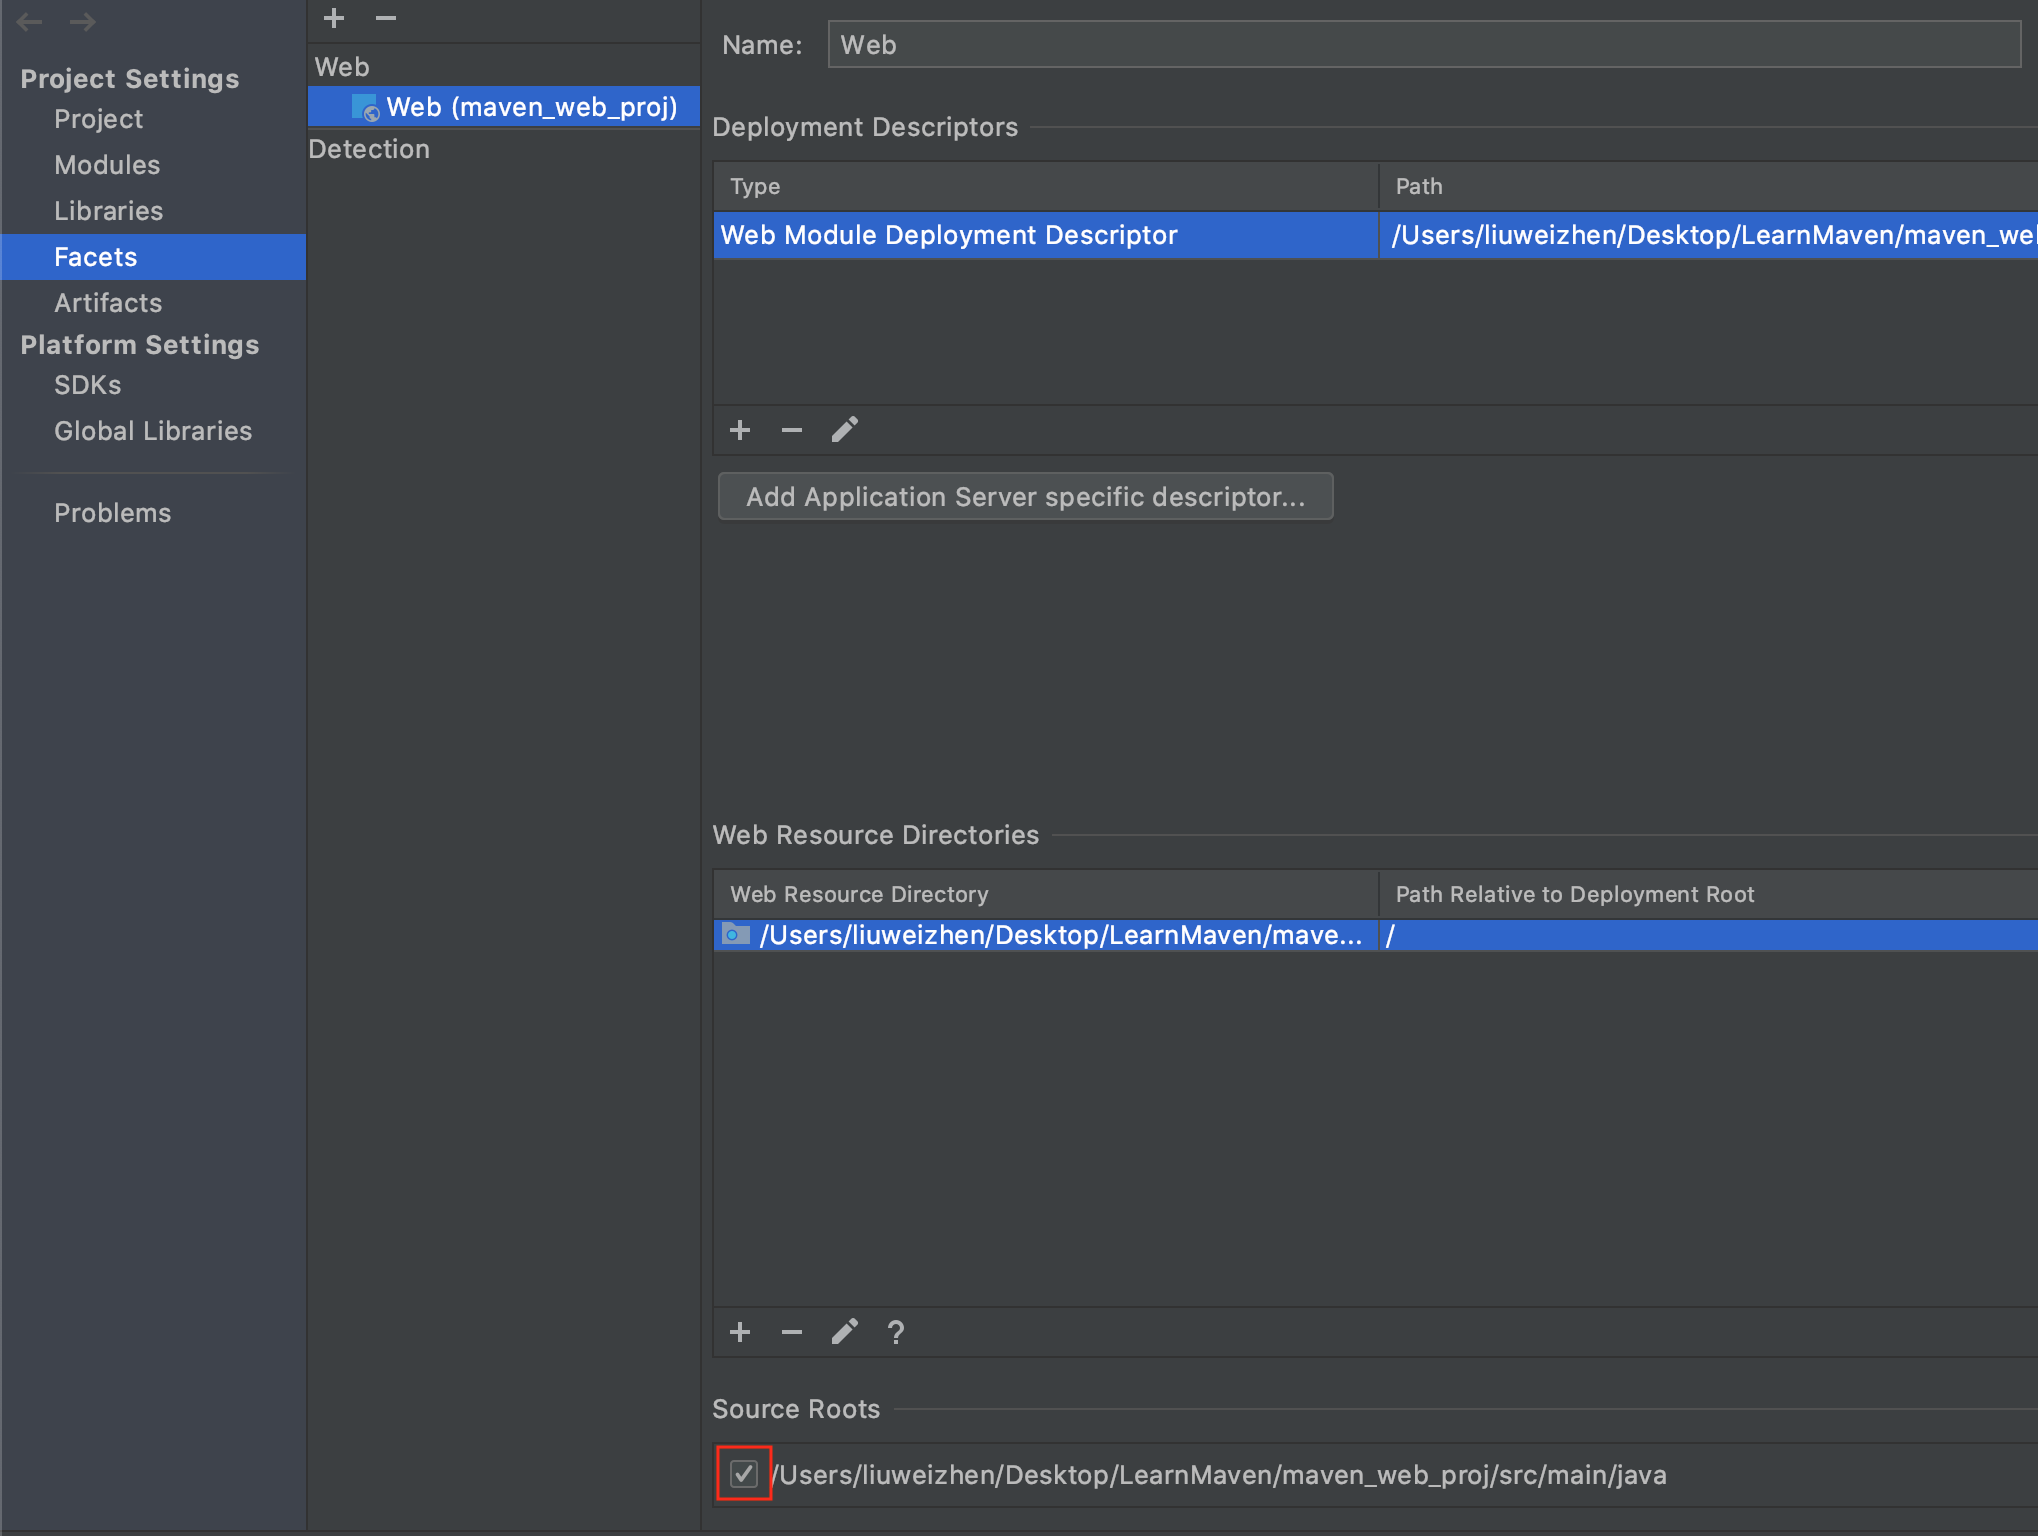 Project Settings
Project
Modules
Libraries
Facets
Artifacts
Platform Settings
SDKs
Global Libraries
Problems
Web
Web (maven_web_proj)
Detection
Name: Web
Deployment Descriptors
Type Path
Web Module Deployment Descriptor /Users/liuweizhen/Desktop/LearnMaven/maven_we
Add Application Server specific descriptor...
Web Resource Directories
Web Resource Directory Path Relative to Deployment Root
/Users/liuweizhen/Desktop/LearnMaven/mave... /
?
Source Roots
/Users/liuweizhen/Desktop/LearnMaven/maven_web_proj/src/main/java